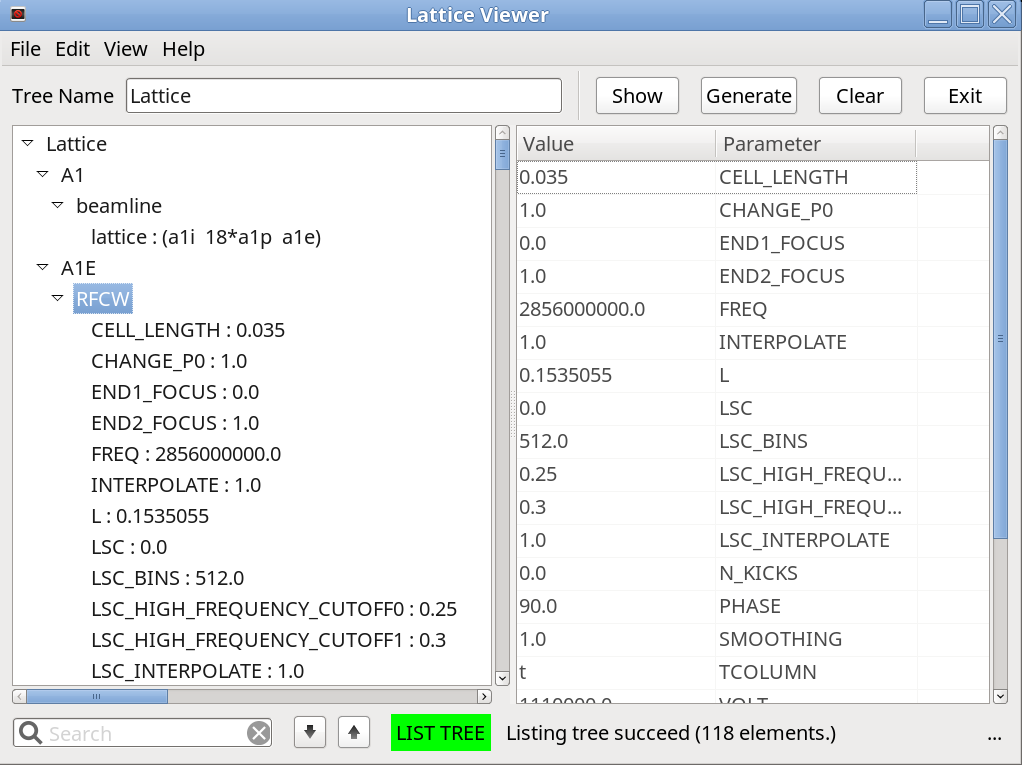 Lattice Viewer
File Edit View Help
Tree Name Lattice Show Generate Clear Exit
Lattice
A1
beamline
lattice : (a1i 18*a1p a1e)
A1E
RFCW
CELL_LENGTH : 0.035
CHANGE_P0 : 1.0
END1_FOCUS : 0.0
END2_FOCUS : 1.0
FREQ : 2856000000.0
INTERPOLATE : 1.0
L : 0.1535055
LSC : 0.0
LSC_BINS : 512.0
LSC_HIGH_FREQUENCY_CUTOFF0 : 0.25
LSC_HIGH_FREQUENCY_CUTOFF1 : 0.3
LSC_INTERPOLATE : 1.0
Value Parameter
0.035 CELL_LENGTH
1.0 CHANGE_P0
0.0 END1_FOCUS
1.0 END2_FOCUS
2856000000.0 FREQ
1.0 INTERPOLATE
0.1535055 L
0.0 LSC
512.0 LSC_BINS
0.25 LSC_HIGH_FREQU...
0.3 LSC_HIGH_FREQU...
1.0 LSC_INTERPOLATE
0.0 N_KICKS
90.0 PHASE
1.0 SMOOTHING
t TCOLUMN
Search LIST TREE Listing tree succeed (118 elements.) ...